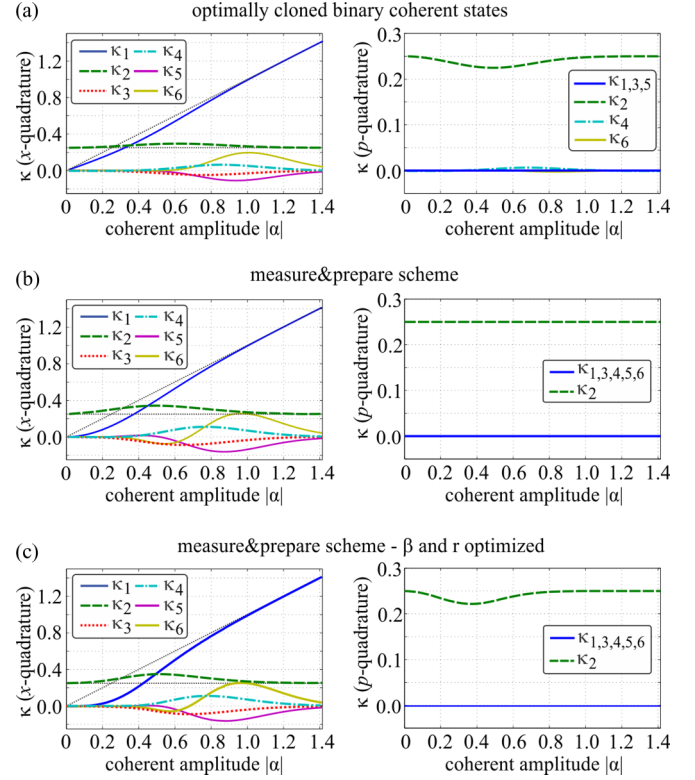 (a) optimally cloned binary coherent states
κ1 κ4
κ2 κ5
κ3 κ6
1.2
0.8
0.4
0.0
κ (x-quadrature)
0 0.2 0.4 0.6 0.8 1.0 1.2 1.4
coherent amplitude |α|
κ1,3,5
κ2
κ4
κ6
0.3
0.2
0.1
0.0
κ (p-quadrature)
0 0.2 0.4 0.6 0.8 1.0 1.2 1.4
coherent amplitude |α|
(b) measure&prepare scheme
κ1 κ4
κ2 κ5
κ3 κ6
1.2
0.8
0.4
0.0
κ (x-quadrature)
0 0.2 0.4 0.6 0.8 1.0 1.2 1.4
coherent amplitude |α|
κ1,3,4,5,6
κ2
0.3
0.2
0.1
0.0
κ (p-quadrature)
0 0.2 0.4 0.6 0.8 1.0 1.2 1.4
coherent amplitude |α|
(c) measure&prepare scheme - β and r optimized
κ1 κ4
κ2 κ5
κ3 κ6
1.2
0.8
0.4
0.0
κ (x-quadrature)
0 0.2 0.4 0.6 0.8 1.0 1.2 1.4
coherent amplitude |α|
κ1,3,4,5,6
κ2
0.3
0.2
0.1
0.0
κ (p-quadrature)
0 0.2 0.4 0.6 0.8 1.0 1.2 1.4
coherent amplitude |α|